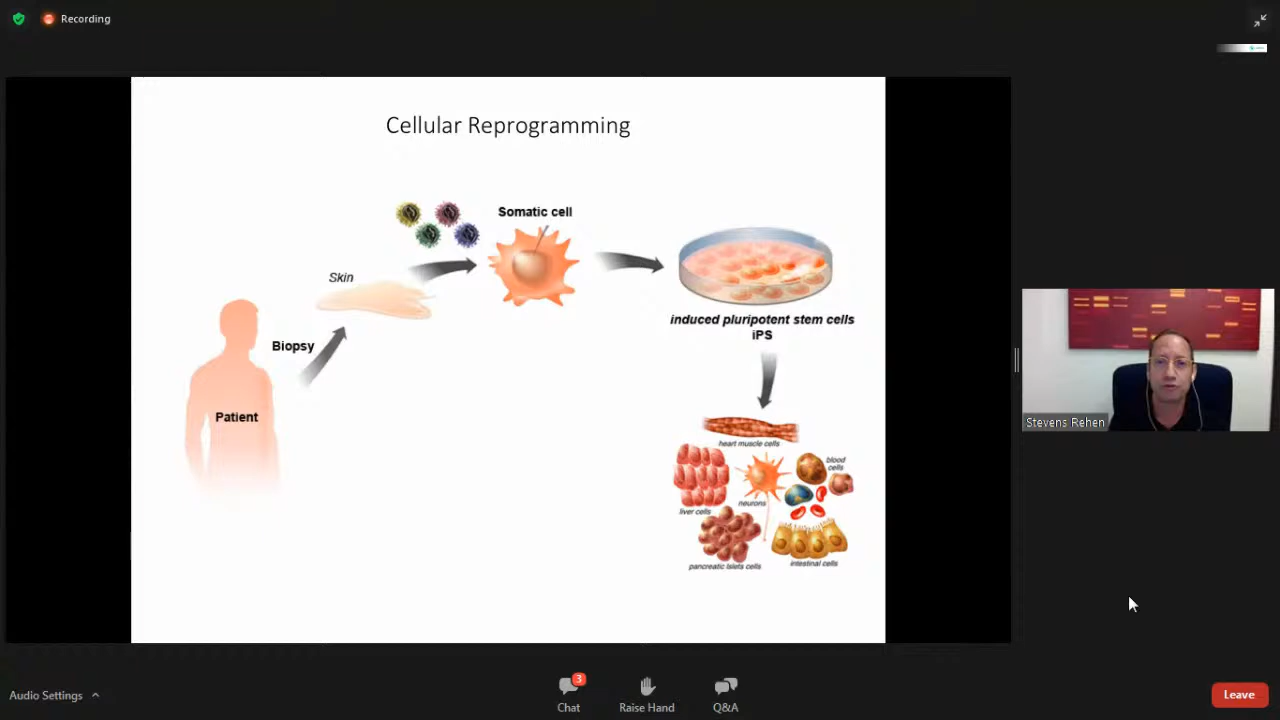 Recording
Cellular Reprogramming
Somatic cell
Skin
Biopsy
Patient
induced pluripotent stem cells
iPS
heart muscle cells
blood
cells
neurons
liver cells
pancreatic islets cells
intestinal cells
Stevens Rehen
Audio Settings
3
Chat
Raise Hand
Q&A
Leave